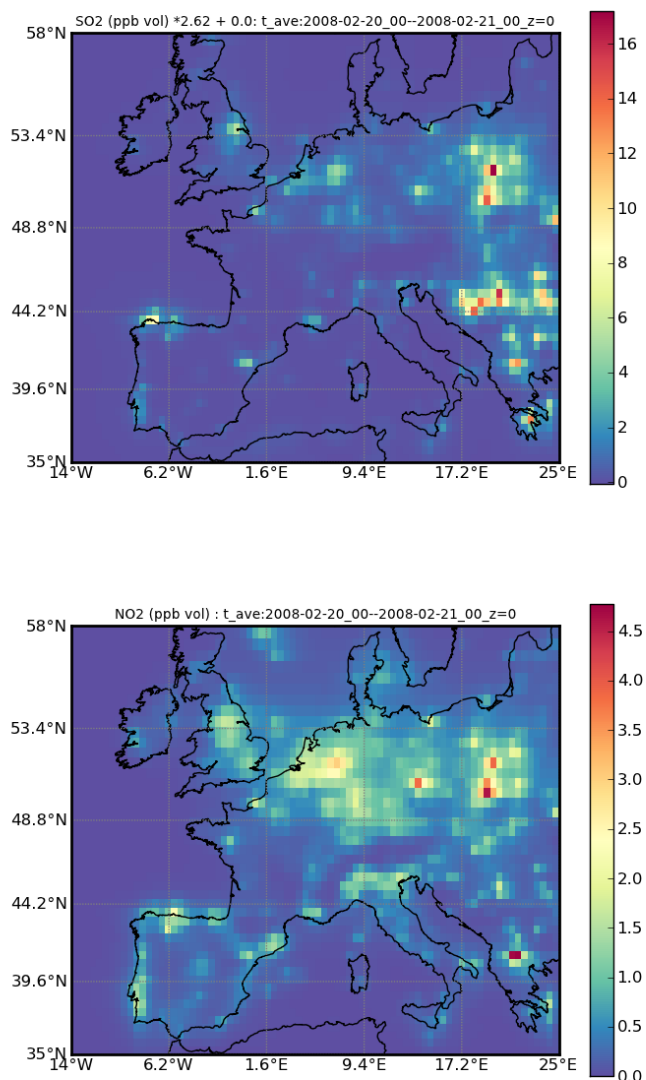 SO2 (ppb vol) *2.62 + 0.0: t_ave:2008-02-20_00--2008-02-21_00_z=0
58°N
53.4°N
48.8°N
44.2°N
39.6°N
35°N
14°W
6.2°W
1.6°E
9.4°E
17.2°E
25°E
16
14
12
10
8
6
4
2
0
NO2 (ppb vol) : t_ave:2008-02-20_00--2008-02-21_00_z=0
58°N
53.4°N
48.8°N
44.2°N
39.6°N
35°N
14°W
6.2°W
1.6°E
9.4°E
17.2°E
25°E
4.5
4.0
3.5
3.0
2.5
2.0
1.5
1.0
0.5
0.0